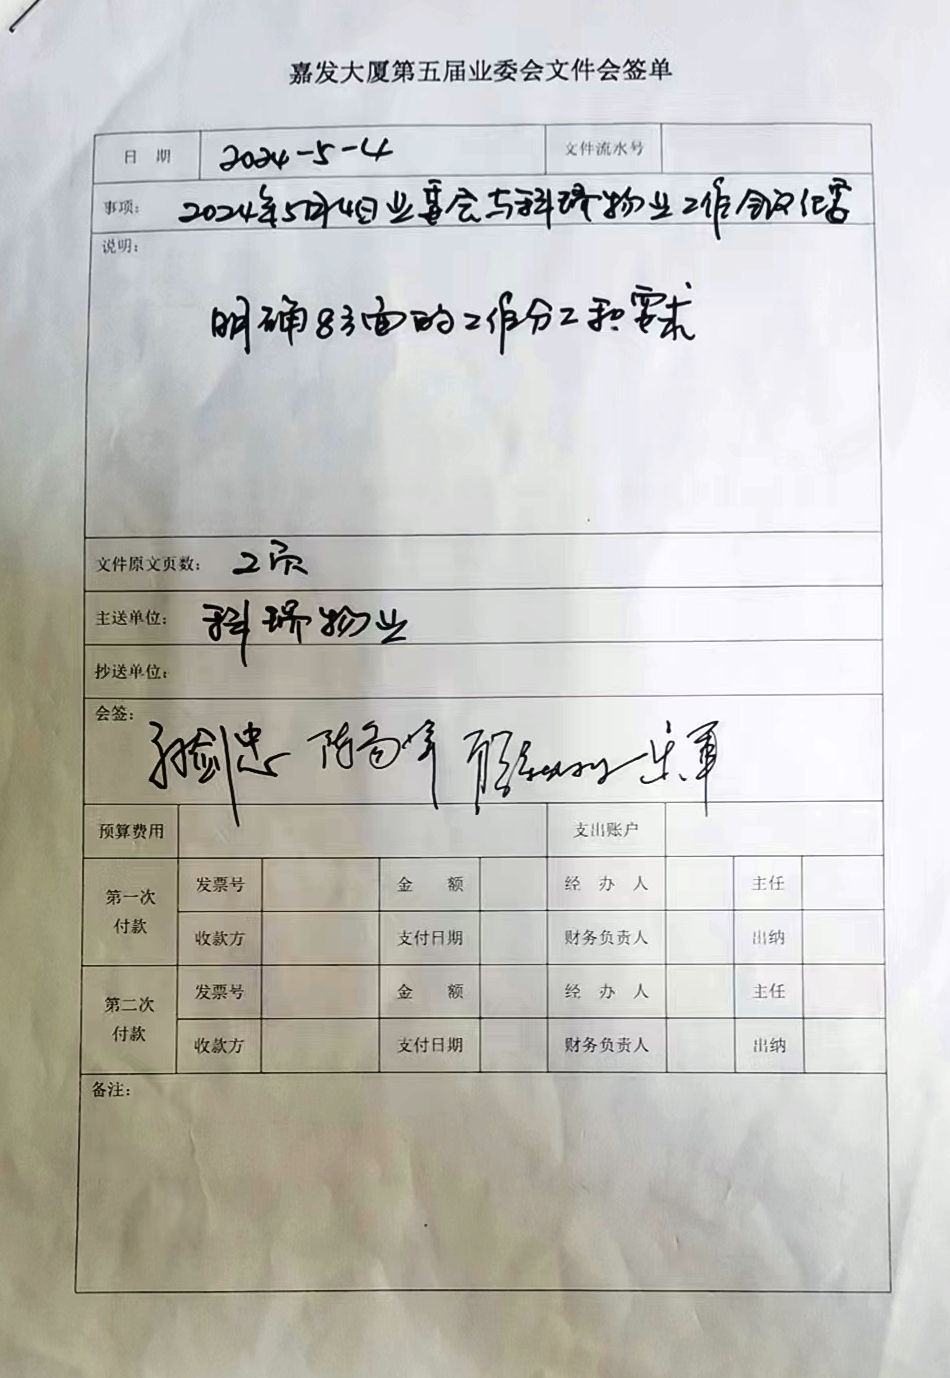 嘉发大厦第五届业委会文件会签单
日 期 2024-5-4 文件流水号
事项: 2024年5月4日业委会与科瑞物业工作会议纪要
说明:
明确8方面的工作分工和要求
文件原文页数: 2页
主送单位: 科瑞物业
抄送单位:
会签: 孙剑忠 陈
预算费用 支出账户
第一次付款 发票号 金 额 经 办 人 主任
收款方 支付日期 财务负责人 出纳
第二次付款 发票号 金 额 经 办 人 主任
收款方 支付日期 财务负责人 出纳
备注: